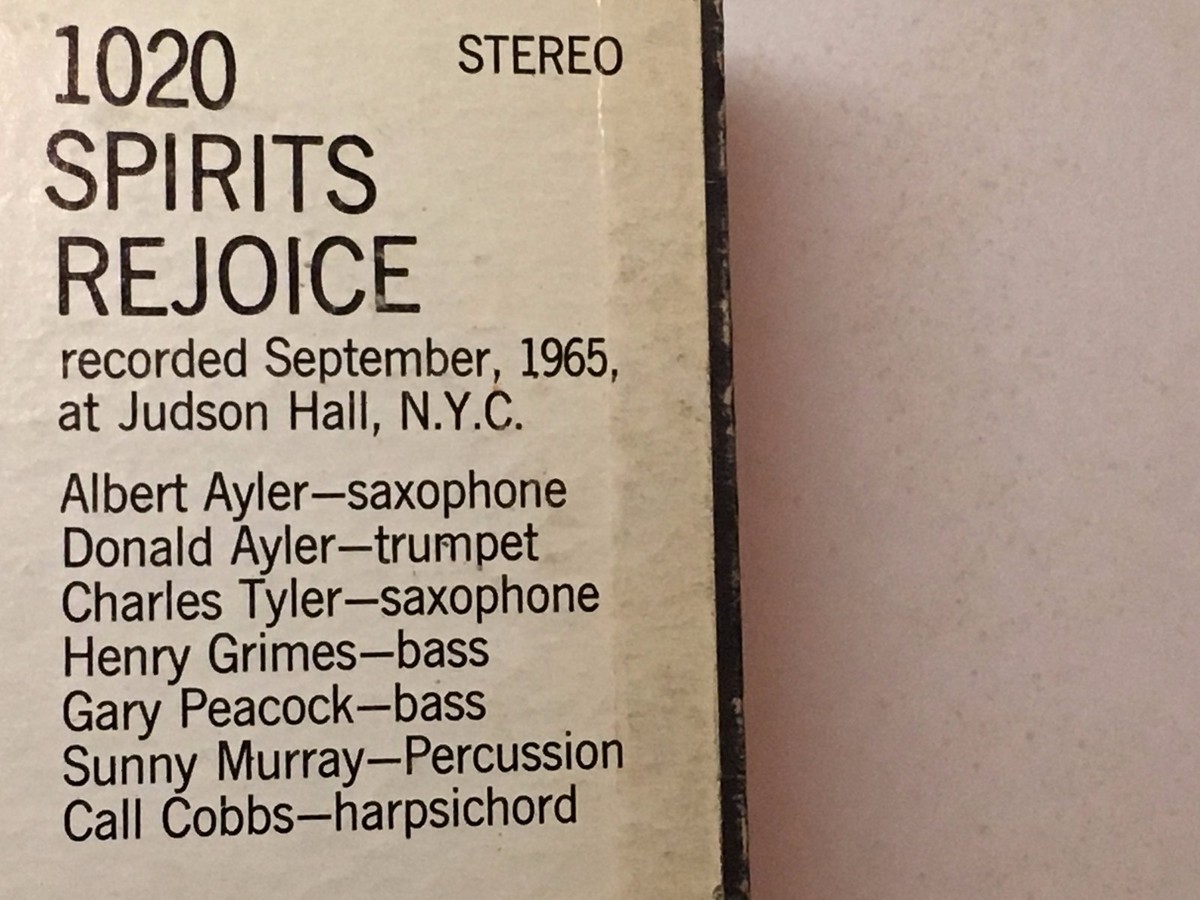 1020
STEREO
SPIRITS
REJOICE
recorded September, 1965,
at Judson Hall, N.Y.C.
Albert Ayler—saxophone
Donald Ayler—trumpet
Charles Tyler—saxophone
Henry Grimes—bass
Gary Peacock—bass
Sunny Murray—Percussion
Call Cobbs—harpsichord